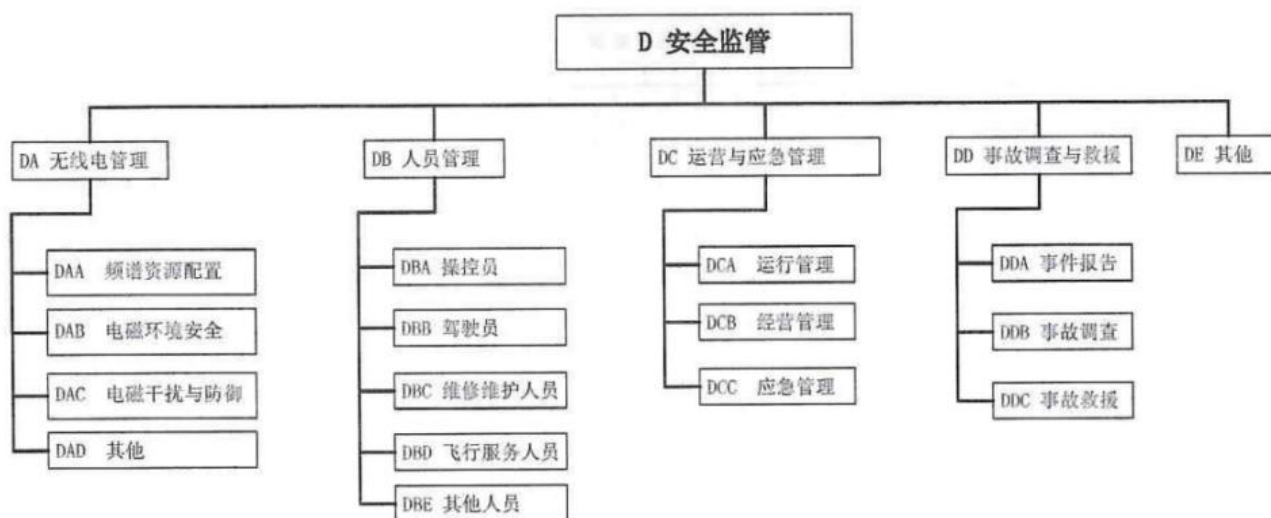 D 安全监管
DA 无线电管理
DB 人员管理
DC 运营与应急管理
DD 事故调查与救援
DE 其他
DAA 频谱资源配置
DAB 电磁环境安全
DAC 电磁干扰与防御
DAD 其他
DBA 操控员
DBB 驾驶员
DBC 维修维护人员
DBD 飞行服务人员
DBE 其他人员
DCA 运行管理
DCB 经营管理
DCC 应急管理
DDA 事件报告
DDB 事故调查
DDC 事故救援